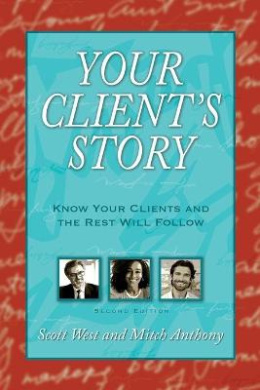 YOUR
CLIENT'S
STORY
KNOW YOUR CLIENTS AND
THE REST WILL FOLLOW
SECOND EDITION
Scott West and Mitch Anthony